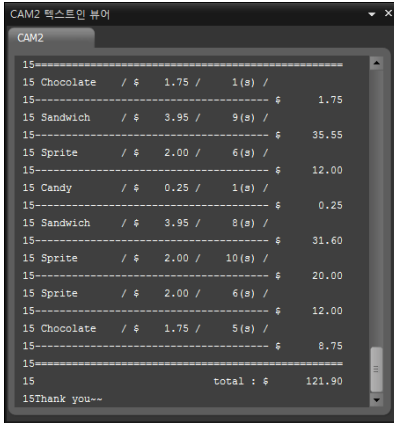 CAM2 텍스트인 뷰어
CAM2
15==================================================
15 Chocolate / $ 1.75 / 1(s) /
15-------------------------------------- $ 1.75
15 Sandwich / $ 3.95 / 9(s) /
15-------------------------------------- $ 35.55
15 Sprite / $ 2.00 / 6(s) /
15-------------------------------------- $ 12.00
15 Candy / $ 0.25 / 1(s) /
15-------------------------------------- $ 0.25
15 Sandwich / $ 3.95 / 8(s) /
15-------------------------------------- $ 31.60
15 Sprite / $ 2.00 / 10(s) /
15-------------------------------------- $ 20.00
15 Sprite / $ 2.00 / 6(s) /
15-------------------------------------- $ 12.00
15 Chocolate / $ 1.75 / 5(s) /
15-------------------------------------- $ 8.75
15==================================================
15 total : $ 121.90
15Thank you~~